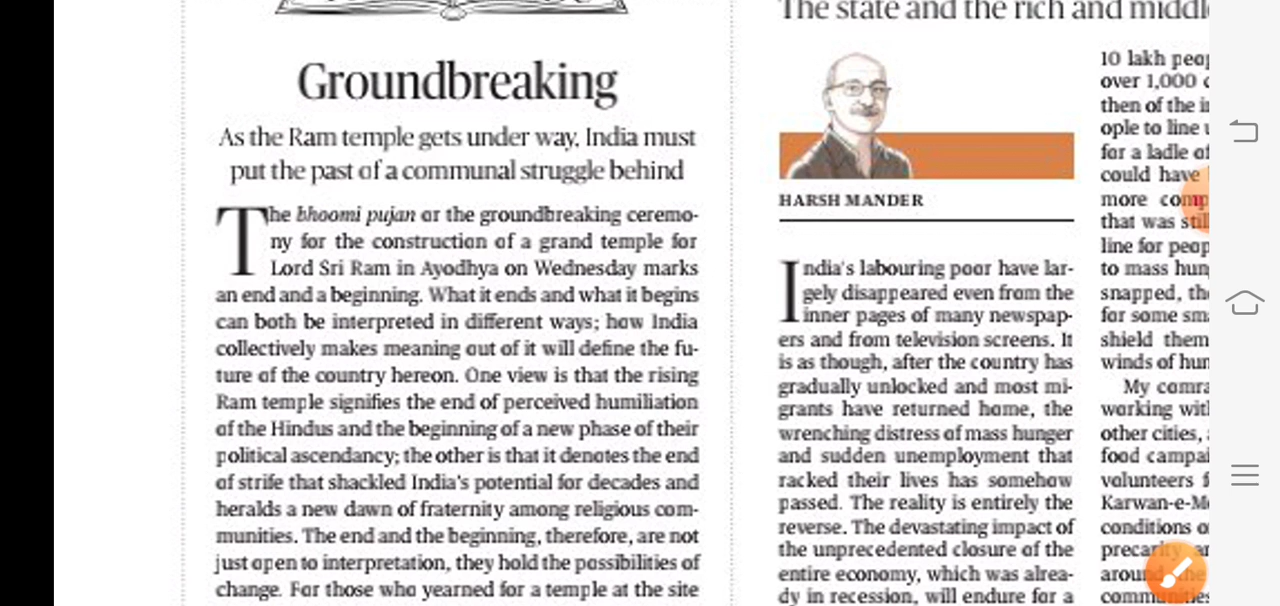 Groundbreaking
As the Ram temple gets under way, India must
put the past of a communal struggle behind
The bhoomi pujan or the groundbreaking ceremo-
ny for the construction of a grand temple for
Lord Sri Ram in Ayodhya on Wednesday marks
an end and a beginning. What it ends and what it begins
can both be interpreted in different ways; how India
collectively makes meaning out of it will define the fu-
ture of the country hereon. One view is that the rising
Ram temple signifies the end of perceived humiliation
of the Hindus and the beginning of a new phase of their
political ascendancy; the other is that it denotes the end
of strife that shackled India's potential for decades and
heralds a new dawn of fraternity among religious com-
munities. The end and the beginning, therefore, are not
just open to interpretation, they hold the possibilities of
change. For those who yearned for a temple at the site
The state and the rich and middl
HARSH MANDER
India's labouring poor have lar-
gely disappeared even from the
inner pages of many newspap-
ers and from television screens. It
is as though, after the country has
gradually unlocked and most mi-
grants have returned home, the
wrenching distress of mass hunger
and sudden unemployment that
racked their lives has somehow
passed. The reality is entirely the
reverse. The devastating impact of
the unprecedented closure of the
entire economy, which was alrea-
dy in recession, will endure for a
10 lakh peop
over 1,000 c
then of the i
ople to line u
for a ladle of
could have
more comp
that was still
line for peop
to mass hun
snapped, th
for some sm
shield them
winds of hun
My comra
working wit
other cities,
food campai
volunteers f
Karwan-e-M
conditions o
precarity ar
around the
communities